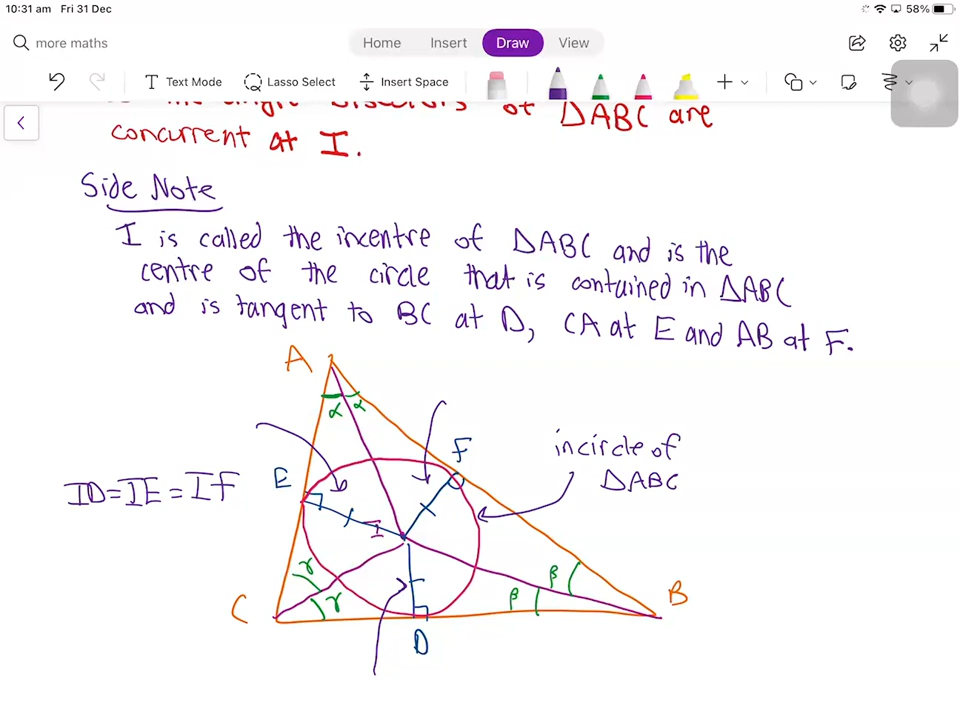 10:31 am Fri 31 Dec
58%
more maths
Home Insert Draw View
Text Mode Lasso Select Insert Space
of ΔABC are
concurrent at I.
Side Note
I is called the incentre of ΔABC and is the
centre of the circle that is contained in ΔABC
and is tangent to BC at D, CA at E and AB at F.
A
α α
F
incircle of
ΔABC
E
ID=IE=IF
I
γ
β
γ
β
C
B
D